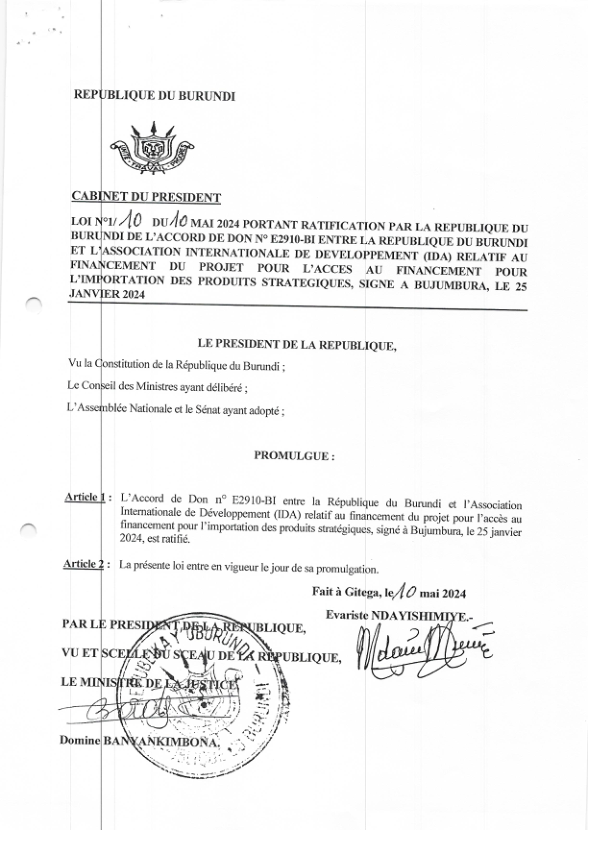 REPUBLIQUE DU BURUNDI
UNITE - TRAVAIL - PROGRES
CABINET DU PRESIDENT
LOI N°1/10 DU 10 MAI 2024 PORTANT RATIFICATION PAR LA REPUBLIQUE DU
BURUNDI DE L'ACCORD DE DON N° E2910-BI ENTRE LA REPUBLIQUE DU BURUNDI
ET L'ASSOCIATION INTERNATIONALE DE DEVELOPPEMENT (IDA) RELATIF AU
FINANCEMENT DU PROJET POUR L'ACCES AU FINANCEMENT POUR
L'IMPORTATION DES PRODUITS STRATEGIQUES, SIGNE A BUJUMBURA, LE 25
JANVIER 2024
LE PRESIDENT DE LA REPUBLIQUE,
Vu la Constitution de la République du Burundi ;
Le Conseil des Ministres ayant délibéré ;
L'Assemblée Nationale et le Sénat ayant adopté ;
PROMULGUE :
Article 1 : L'Accord de Don n° E2910-BI entre la République du Burundi et l'Association
Internationale de Développement (IDA) relatif au financement du projet pour l'accès au
financement pour l'importation des produits stratégiques, signé à Bujumbura, le 25 janvier
2024, est ratifié.
Article 2 : La présente loi entre en vigueur le jour de sa promulgation.
Fait à Gitega, le 10 mai 2024
Evariste NDAYISHIMIYE.-
PAR LE PRESIDENT DE LA REPUBLIQUE,
VU ET SCELLE DU SCEAU DE LA REPUBLIQUE,
LE MINISTRE DE LA JUSTICE
Domine BANYANKIMBONA.
REPUBLIKA Y'UBURUNDI - REPUBLIQUE DU BURUNDI